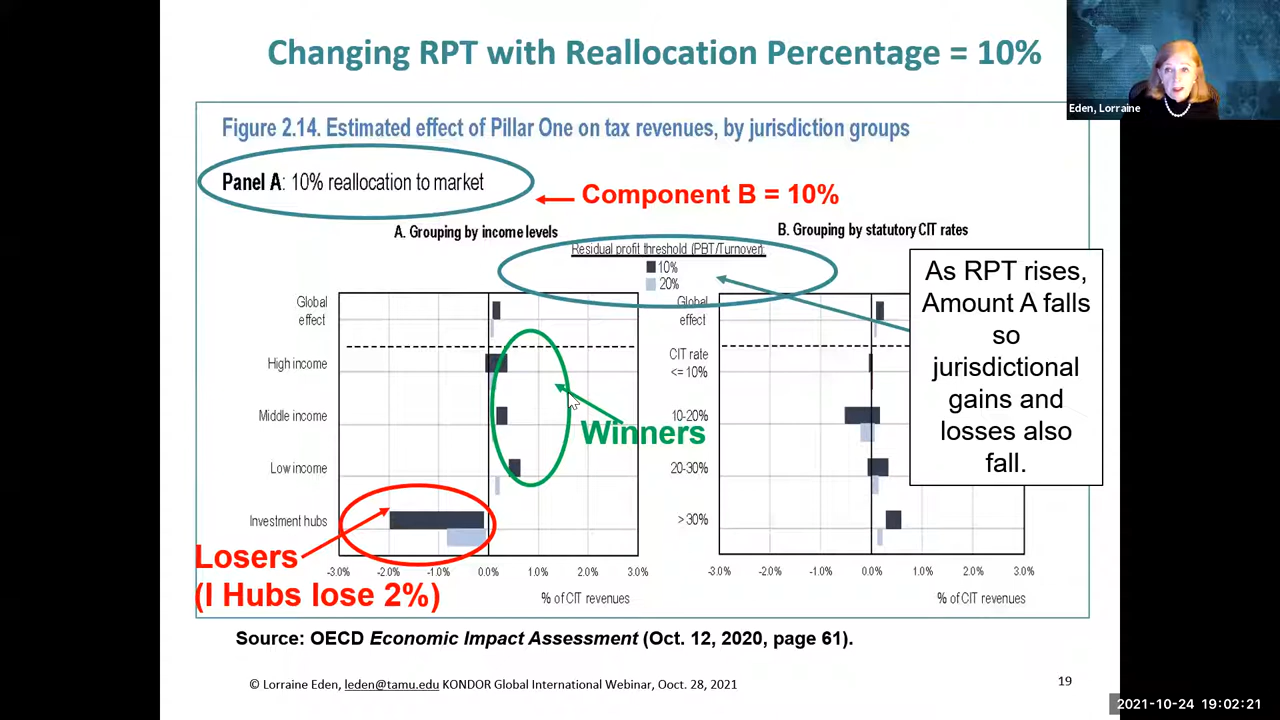 Changing RPT with Reallocation Percentage = 10%
Eden, Lorraine
Figure 2.14. Estimated effect of Pillar One on tax revenues, by jurisdiction groups
Panel A: 10% reallocation to market
Component B = 10%
A. Grouping by income levels
B. Grouping by statutory CIT rates
Residual profit threshold (PBT/Turnover):
10%
20%
Global
effect
High income
Middle income
Low income
Investment hubs
-3.0%
-2.0%
-1.0%
0.0%
1.0%
2.0%
3.0%
% of CIT revenues
Winners
Losers
(I Hubs lose 2%)
Global
effect
CIT rate
<= 10%
10-20%
20-30%
> 30%
-3.0%
-2.0%
-1.0%
0.0%
1.0%
2.0%
3.0%
% of CIT revenues
As RPT rises,
Amount A falls
so
jurisdictional
gains and
losses also
fall.
Source: OECD Economic Impact Assessment (Oct. 12, 2020, page 61).
© Lorraine Eden, leden@tamu.edu KONDOR Global International Webinar, Ooct. 28, 2021
19
2021-10-24 19:02:21